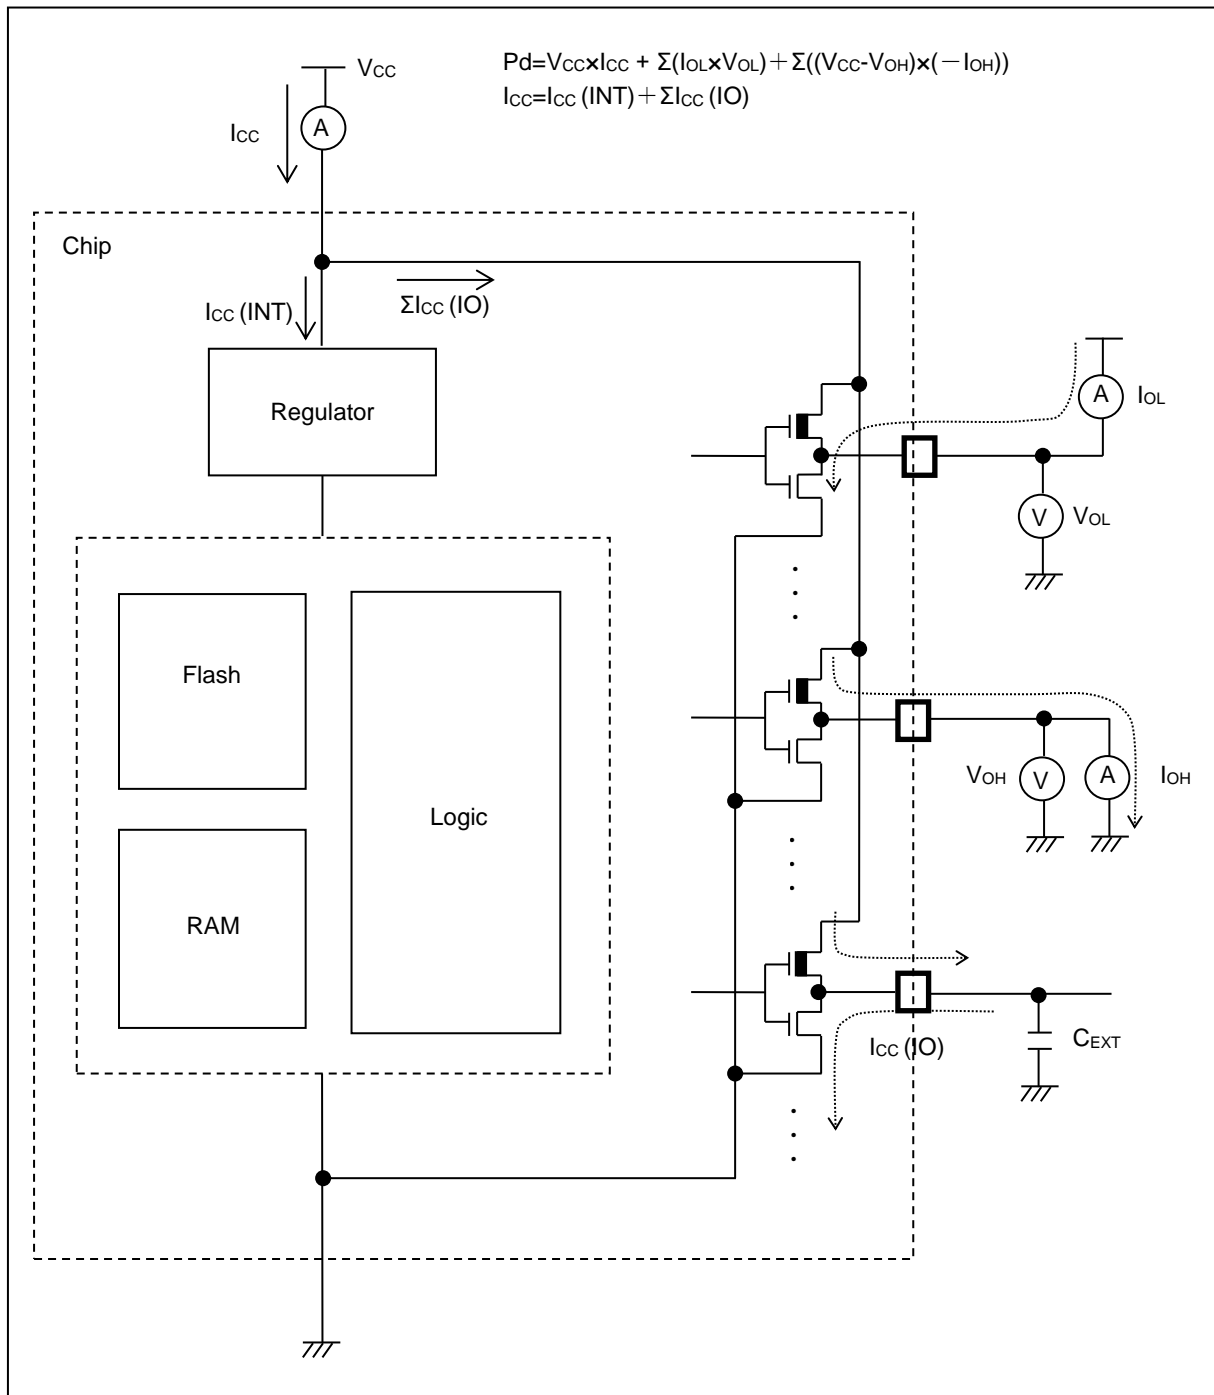 Pd=VCC×ICC + Σ(IOL×VOL)+Σ((VCC-VOH)×(-IOH))
ICC=ICC(INT)+ΣICC(IO)
VCC
ICC
A
Chip
ICC(INT)
ΣICC(IO)
Regulator
A
IOL
V
VOL
Flash
Logic
RAM
VOH
V
A
IOH
ICC(IO)
CEXT